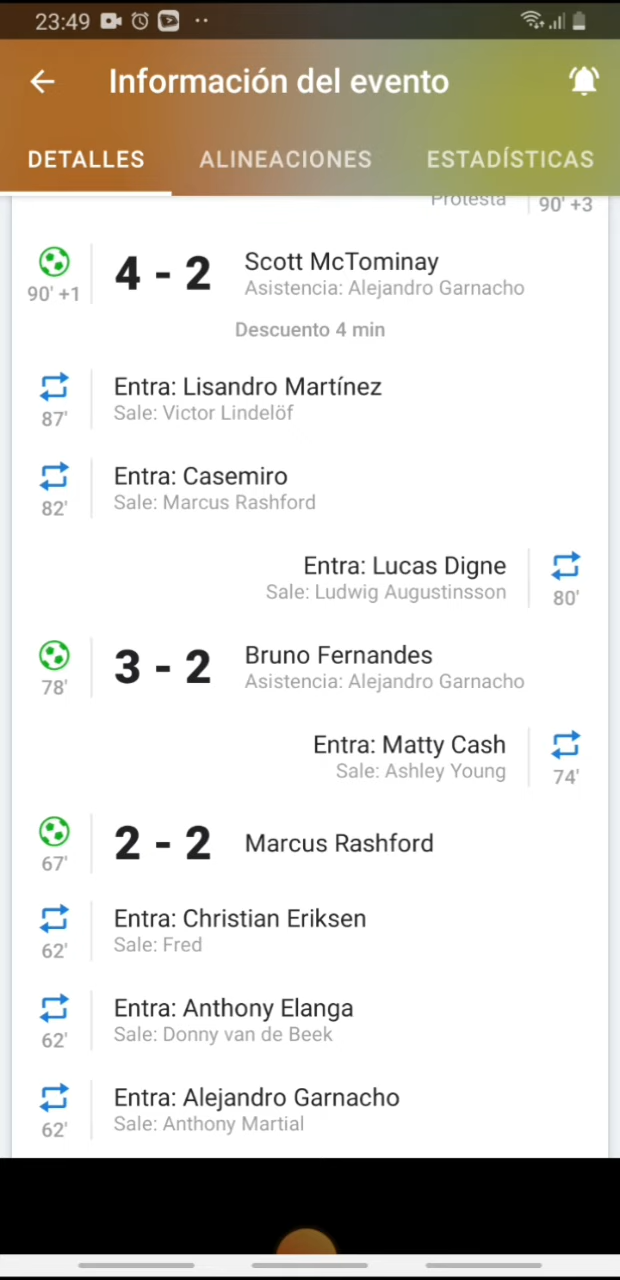 23:49
Información del evento
DETALLES ALINEACIONES ESTADÍSTICAS
Protesta 90' +3
4 - 2 Scott McTominay
90' +1 Asistencia: Alejandro Garnacho
Descuento 4 min
Entra: Lisandro Martínez
87' Sale: Victor Lindelöf
Entra: Casemiro
82' Sale: Marcus Rashford
Entra: Lucas Digne
Sale: Ludwig Augustinsson 80'
3 - 2 Bruno Fernandes
78' Asistencia: Alejandro Garnacho
Entra: Matty Cash
Sale: Ashley Young 74'
2 - 2 Marcus Rashford
67'
Entra: Christian Eriksen
62' Sale: Fred
Entra: Anthony Elanga
62' Sale: Donny van de Beek
Entra: Alejandro Garnacho
62' Sale: Anthony Martial